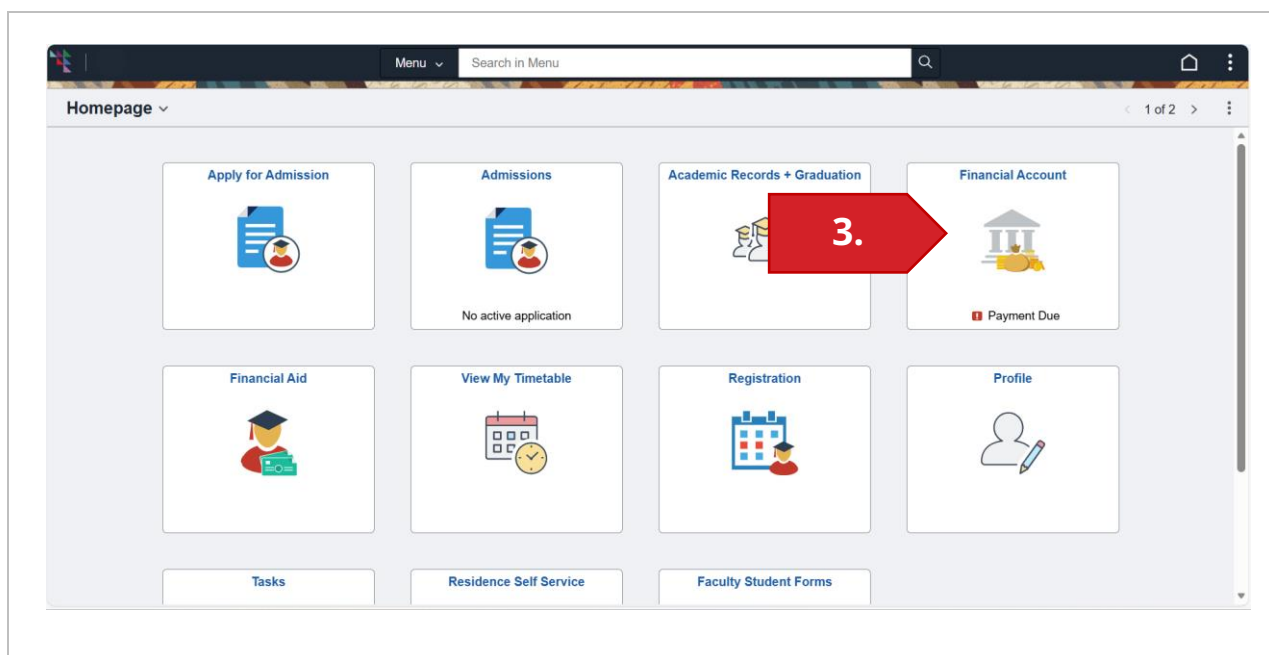 Menu
Search in Menu
Homepage
1 of 2
Apply for Admission
Admissions
Academic Records + Graduation
Financial Account
3.
No active application
Payment Due
Financial Aid
View My Timetable
Registration
Profile
Tasks
Residence Self Service
Faculty Student Forms